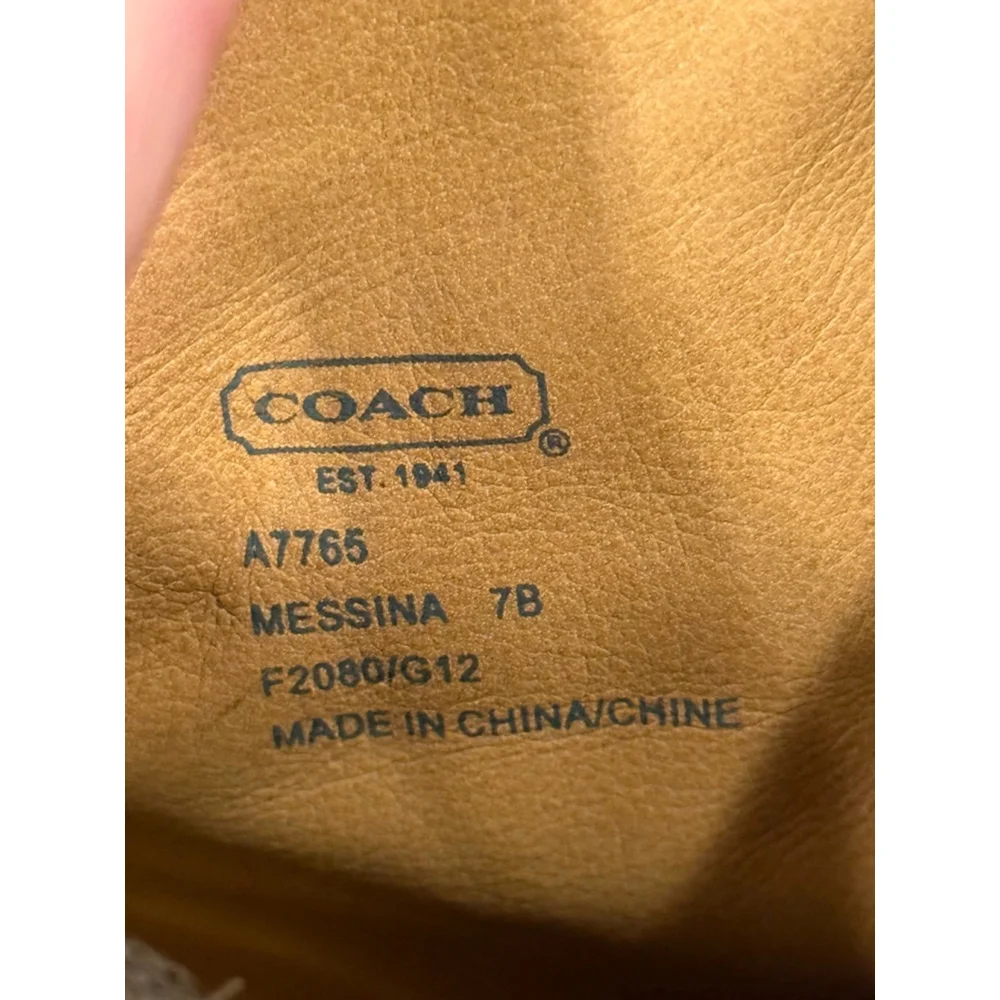 COACH®
EST. 1941
A7765
MESSINA 7B
F2080/G12
MADE IN CHINA/CHINE